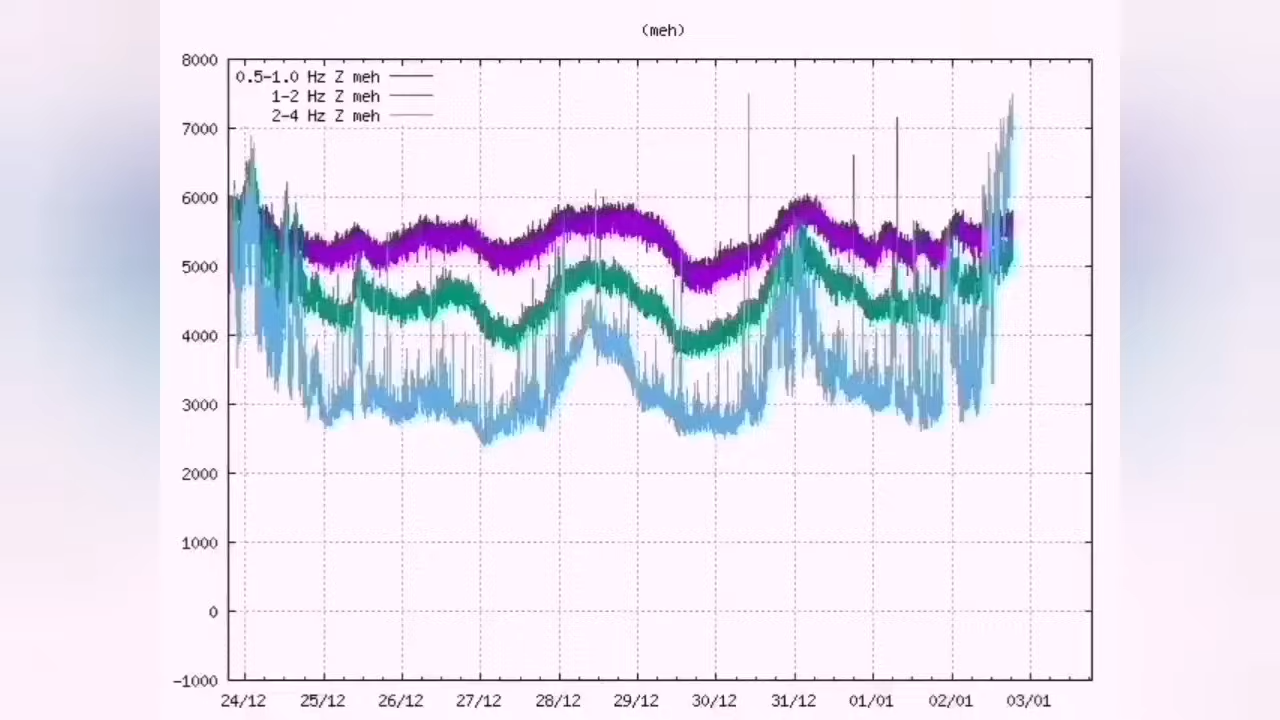 (meh)
8000
0.5-1.0 Hz Z meh
1-2 Hz Z meh
2-4 Hz Z meh
7000
6000
5000
4000
3000
2000
1000
0
-1000
24/12 25/12 26/12 27/12 28/12 29/12 30/12 31/12 01/01 02/01 03/01